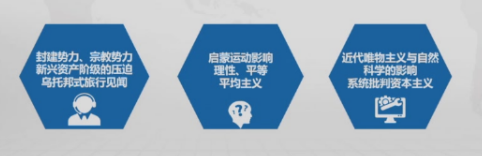 封建势力、宗教势力
新兴资产阶级的压迫
乌托邦式旅行见闻
启蒙运动影响
理性、平等
平均主义
近代唯物主义与自然
科学的影响
系统批判资本主义